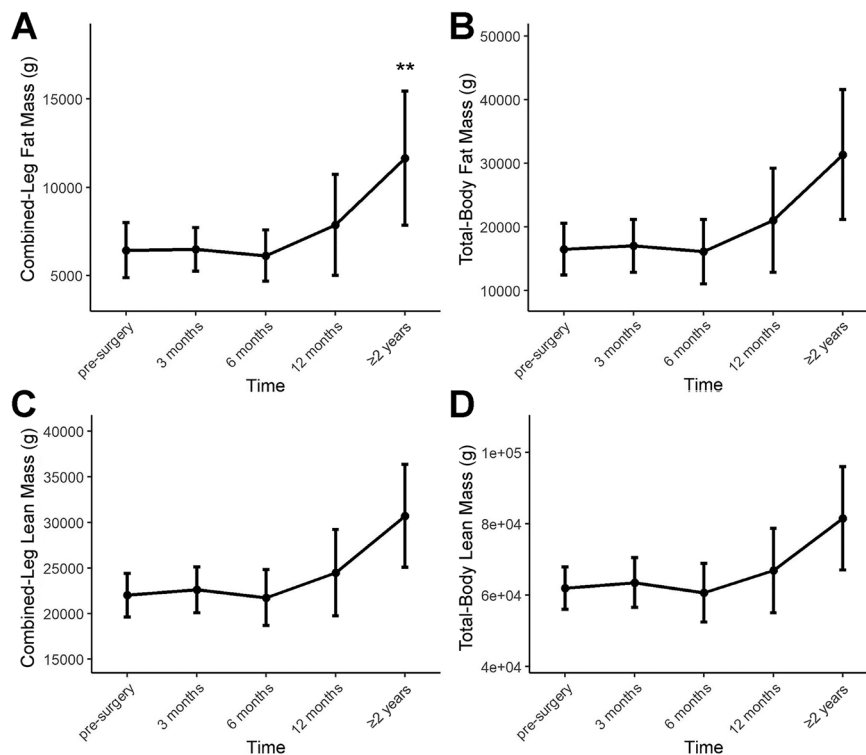 A
Combined-Leg Fat Mass (g)
15000
10000
5000
**
pre-surgery
3 months
6 months
12 months
≥2 years
Time
B
Total-Body Fat Mass (g)
50000
40000
30000
20000
10000
pre-surgery
3 months
6 months
12 months
≥2 years
Time
C
Combined-Leg Lean Mass (g)
40000
35000
30000
25000
20000
15000
pre-surgery
3 months
6 months
12 months
≥2 years
Time
D
Total-Body Lean Mass (g)
1e+05
8e+04
6e+04
4e+04
pre-surgery
3 months
6 months
12 months
≥2 years
Time